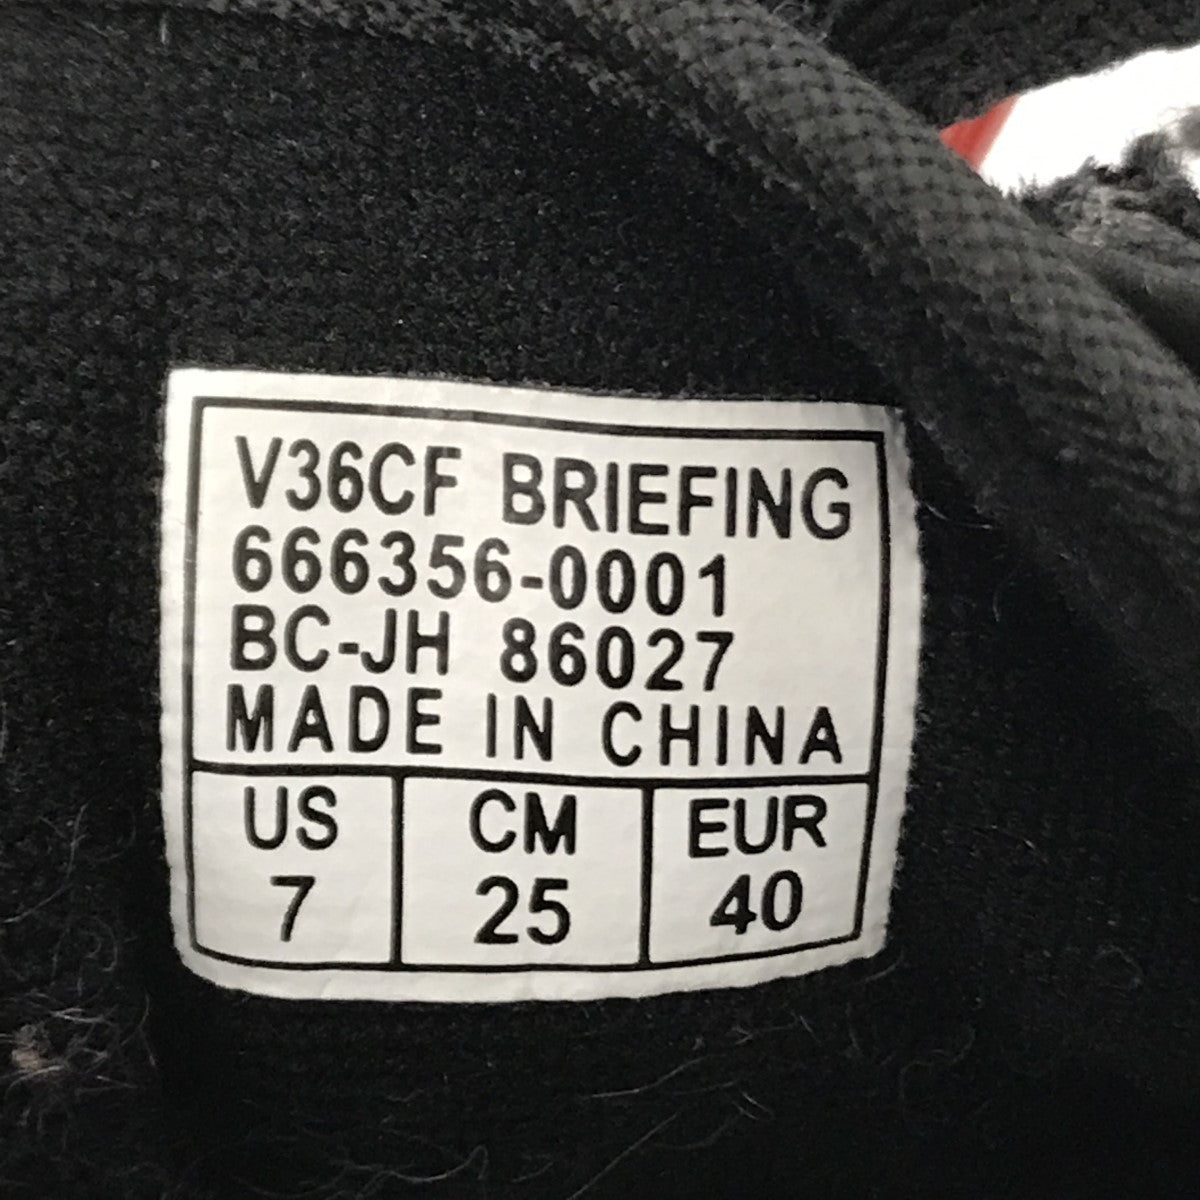 V36CF BRIEFING
666356-0001
BC-JH 86027
MADE IN CHINA
US CM EUR
7 25 40